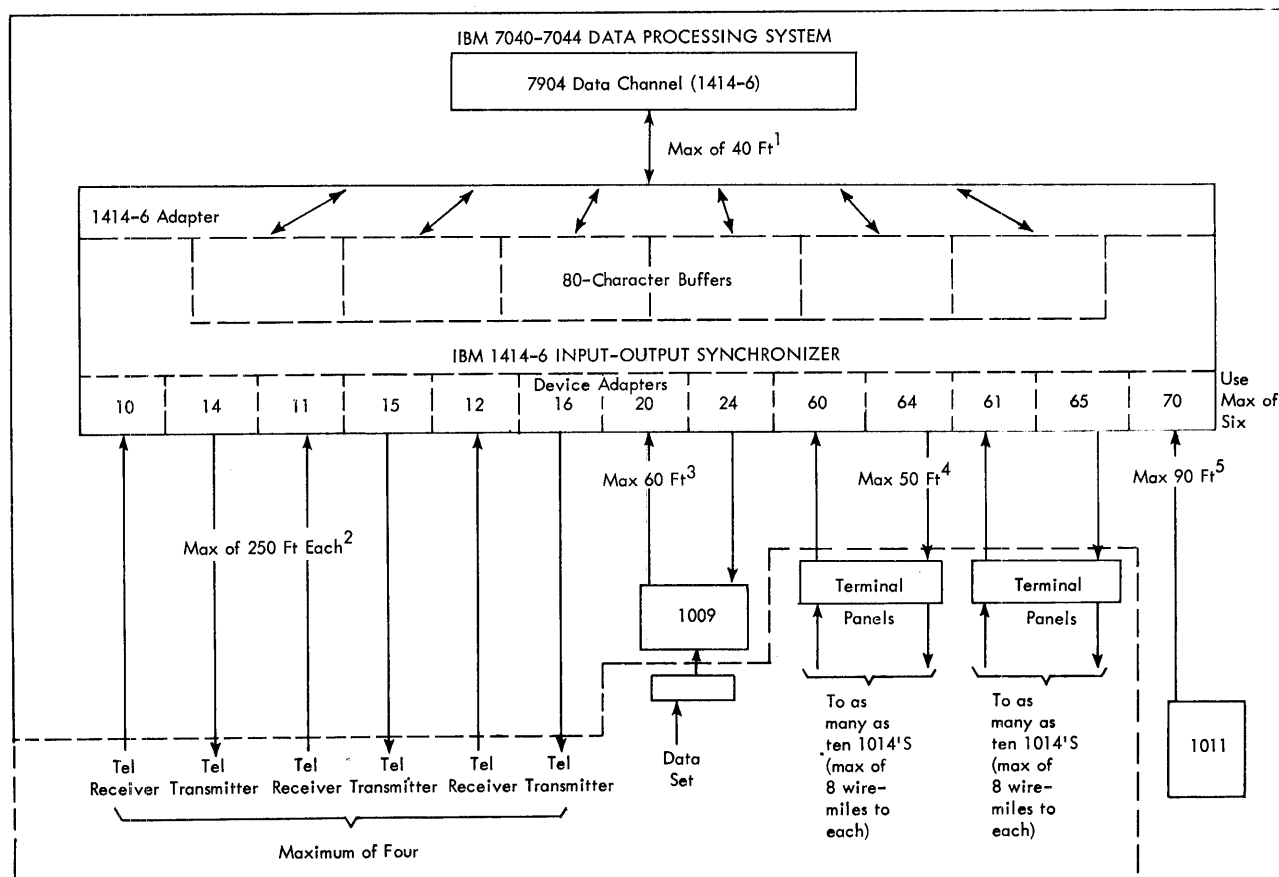 IBM 7040-7044 DATA PROCESSING SYSTEM
7904 Data Channel (1414-6)
Max of 40 Ft1
1414-6 Adapter
80-Character Buffers
IBM 1414-6 INPUT-OUTPUT SYNCHRONIZER
Device Adapters
10 14 11 15 12 16 20 24 60 64 61 65 70
Use
Max of
Six
Max of 250 Ft Each2
Max 60 Ft3
Max 50 Ft4
Max 90 Ft5
1009
Terminal
Panels
Terminal
Panels
1011
Data
Set
To as
many as
ten 1014'S
(max of
8 wire-
miles to
each)
To as
many as
ten 1014'S
(max of
8 wire-
miles to
each)
Tel
Receiver
Tel
Transmitter
Tel
Receiver
Tel
Transmitter
Tel
Receiver
Tel
Transmitter
Maximum of Four